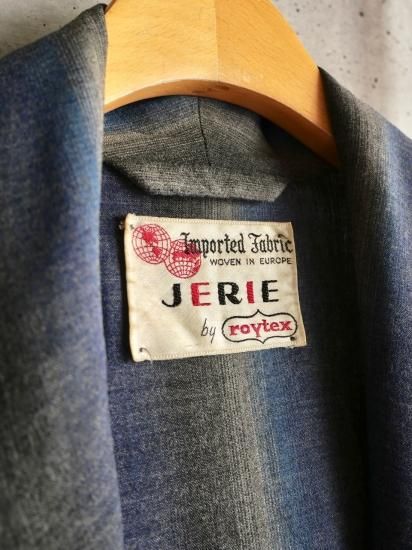 Imported Fabric
WOVEN IN EUROPE
JERIE
by roytex